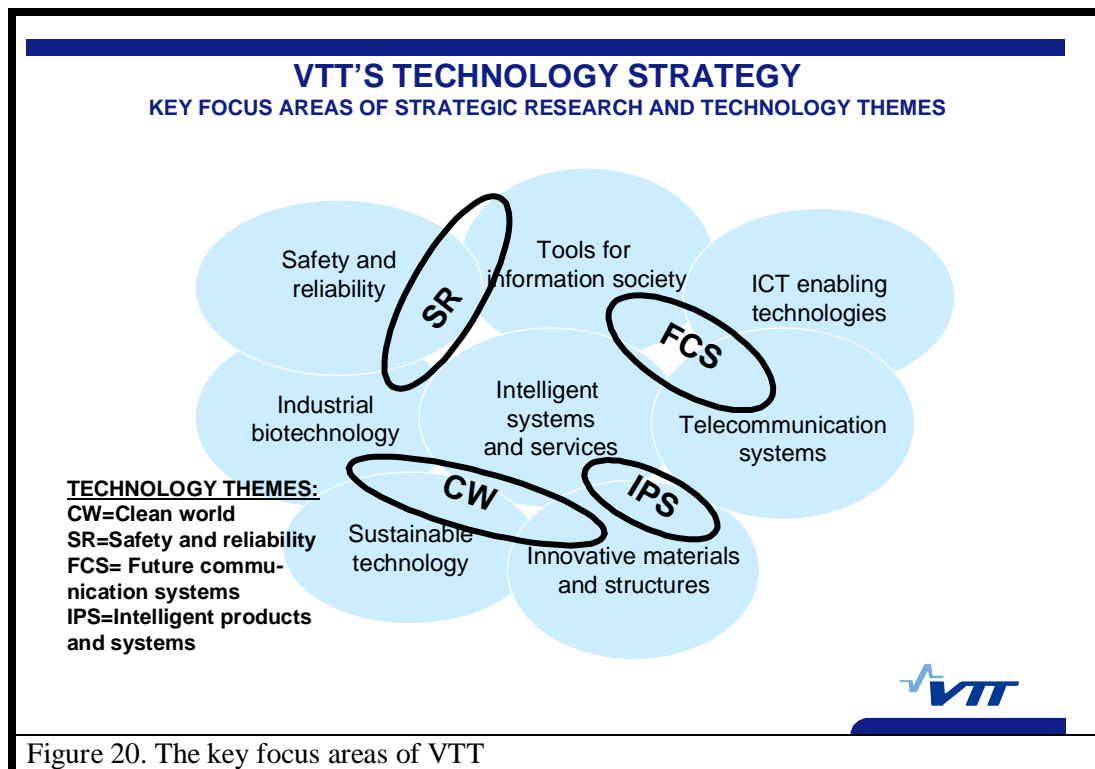 VTT'S TECHNOLOGY STRATEGY
KEY FOCUS AREAS OF STRATEGIC RESEARCH AND TECHNOLOGY THEMES
Safety and
reliability
SR
Tools for
information society
ICT enabling
technologies
FCS
Industrial
biotechnology
Intelligent
systems
and services
Telecommunication
systems
CW
IPS
Sustainable
technology
Innovative materials
and structures
TECHNOLOGY THEMES:
CW=Clean world
SR=Safety and reliability
FCS= Future commu-
nication systems
IPS=Intelligent products
and systems
VTT
Figure 20. The key focus areas of VTT